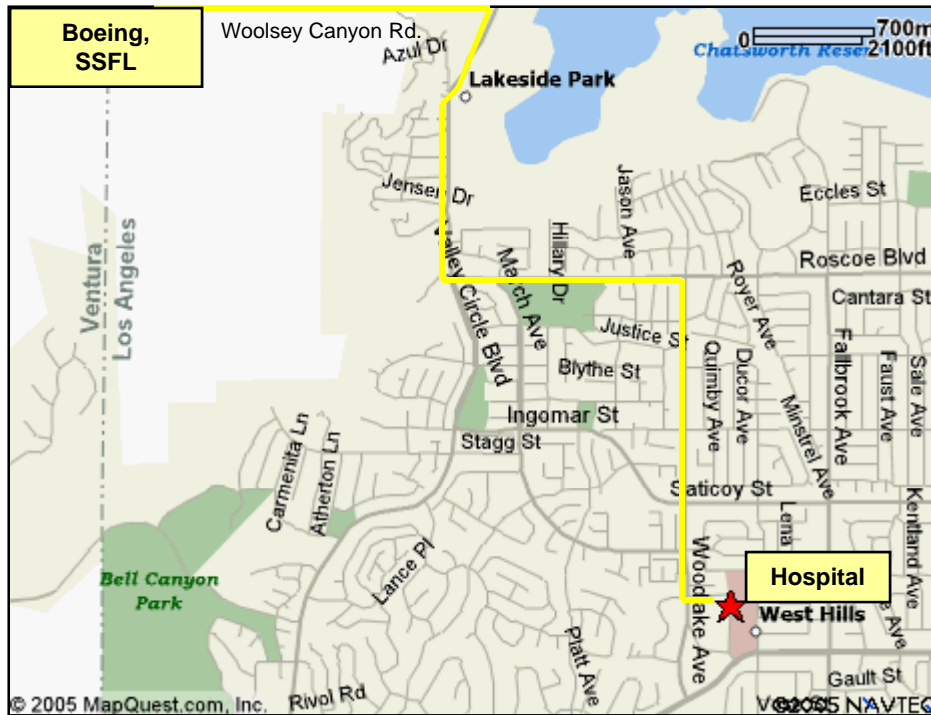 Boeing,
SSFL
Woolsey Canyon Rd.
Azul Dr
0 700m
2100ft
Chatsworth Reser
Lakeside Park
Jensen Dr
Jason Ave
Eccles St
Hillary Dr
Valley Circle Blvd
March Ave
Roscoe Blvd
Royer Ave
Cantara St
Ventura
Los Angeles
Justice St
Blythe St
Quimby Ave
Ducor Ave
Fallbrook Ave
Faust Ave
Sale Ave
Ingomar St
Stagg St
Minstrel Ave
Carmenita Ln
Atherton Ln
Saticoy St
Lena
Kentland Ave
Lance Pl
Bell Canyon
Park
Woodlake Ave
Hospital
West Hills
e Ave
Platt Ave
Gault St
Rivol Rd
© 2005 MapQuest.com, Inc.
©2005 NAVTEQ